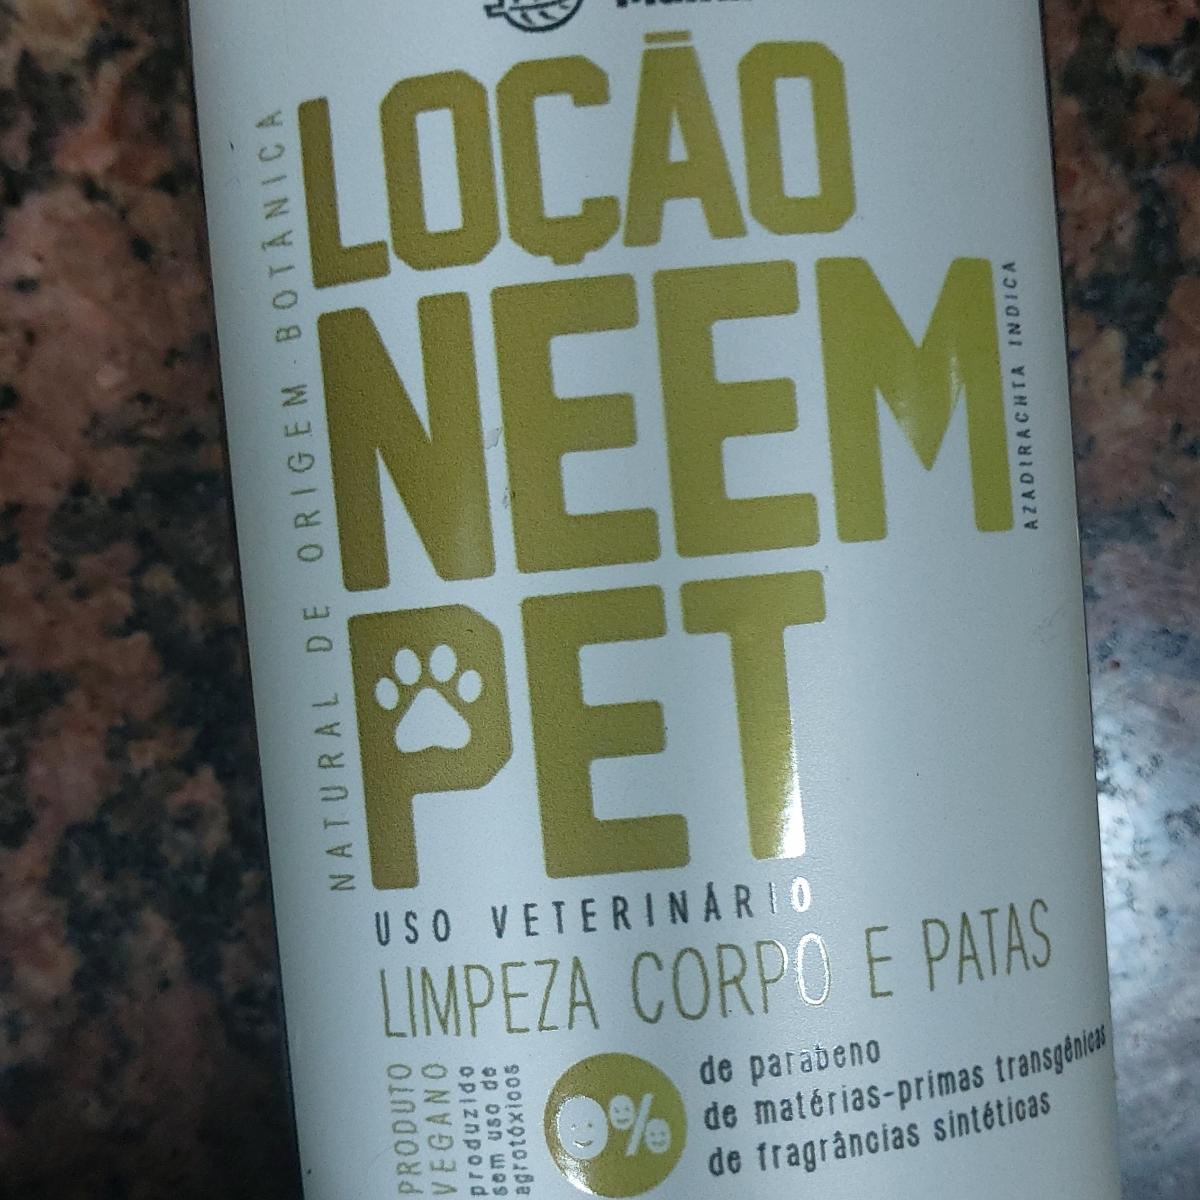 LOÇÃO
NEEM
PET
NATURAL DE ORIGEM BOTÂNICA
AZADIRACHTA INDICA
USO VETERINÁRIO
LIMPEZA CORPO E PATAS
PRODUTO
VEGANO
produzido
sem uso de
agrotóxicos
0%
de parabeno
de matérias-primas transgênicas
de fragrâncias sintéticas